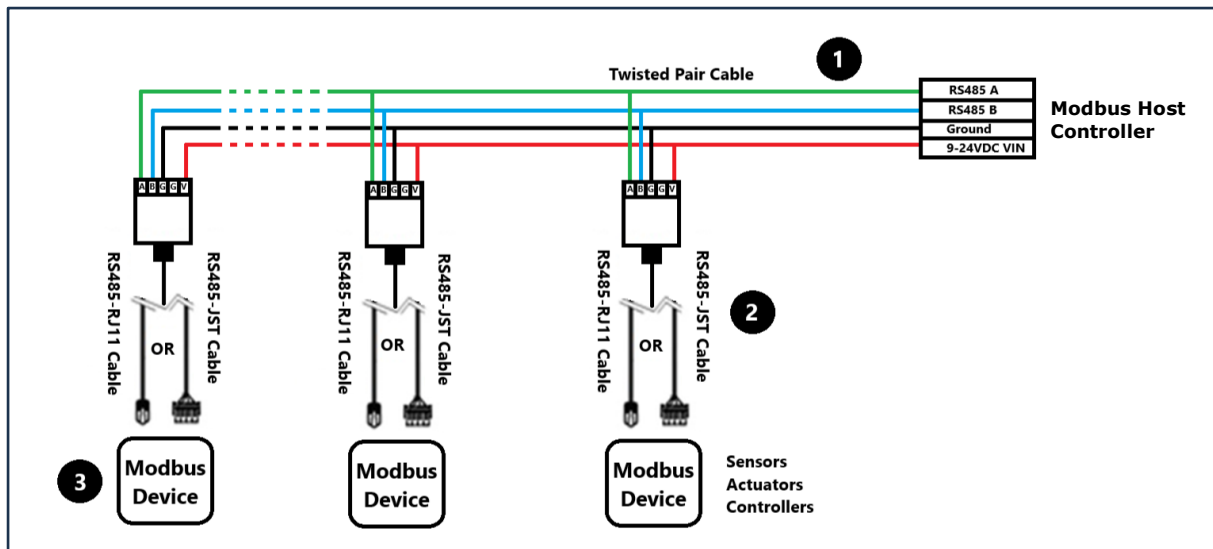 1
Twisted Pair Cable
RS485 A
RS485 B
Ground
9-24VDC VIN
Modbus Host
Controller
A B G G V
A B G G V
A B G G V
RS485-RJ11 Cable
OR
RS485-JST Cable
RS485-RJ11 Cable
OR
RS485-JST Cable
RS485-RJ11 Cable
OR
RS485-JST Cable
2
3
Modbus
Device
Modbus
Device
Modbus
Device
Sensors
Actuators
Controllers